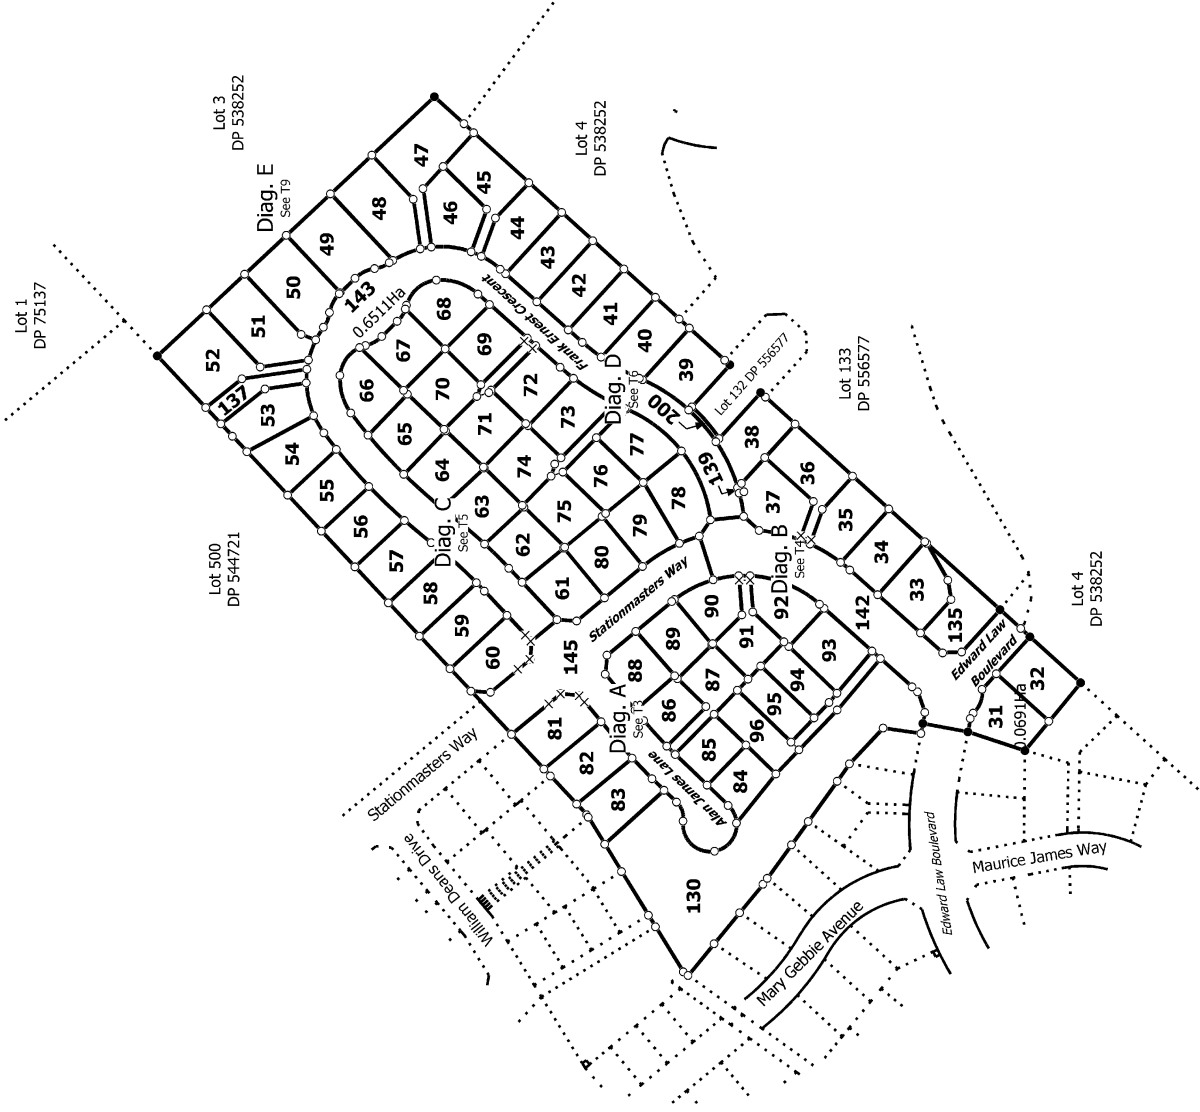 Lot 3
DP 538252
Diag. E
See T9
Lot 4
DP 538252
Lot 1
DP 75137
47
48
45
46
49
44
50
43
51
143
0.6511Ha
42
52
41
137
53
68
Frank Ernest Crescent
67
69
40
66
70
72
39
54
65
71
73
Diag. D
See T6
200
Lot 132 DP 556577
Lot 133
DP 556577
55
64
74
77
38
139
56
63
76
36
Diag. C
See T5
75
78
37
57
62
79
35
Lot 500
DP 544721
58
61
80
Diag. B
See T4
34
59
Stationmasters Way
90
92
33
Lot 4
DP 538252
60
145
89
91
142
135
88
87
93
Edward Law
Boulevard
94
32
86
95
31
0.0691Ha
Diag. A
See T3
81
96
85
82
84
83
Alan James Lane
Stationmasters Way
William Deans Drive
130
Edward Law Boulevard
Maurice James Way
Mary Gebbie Avenue